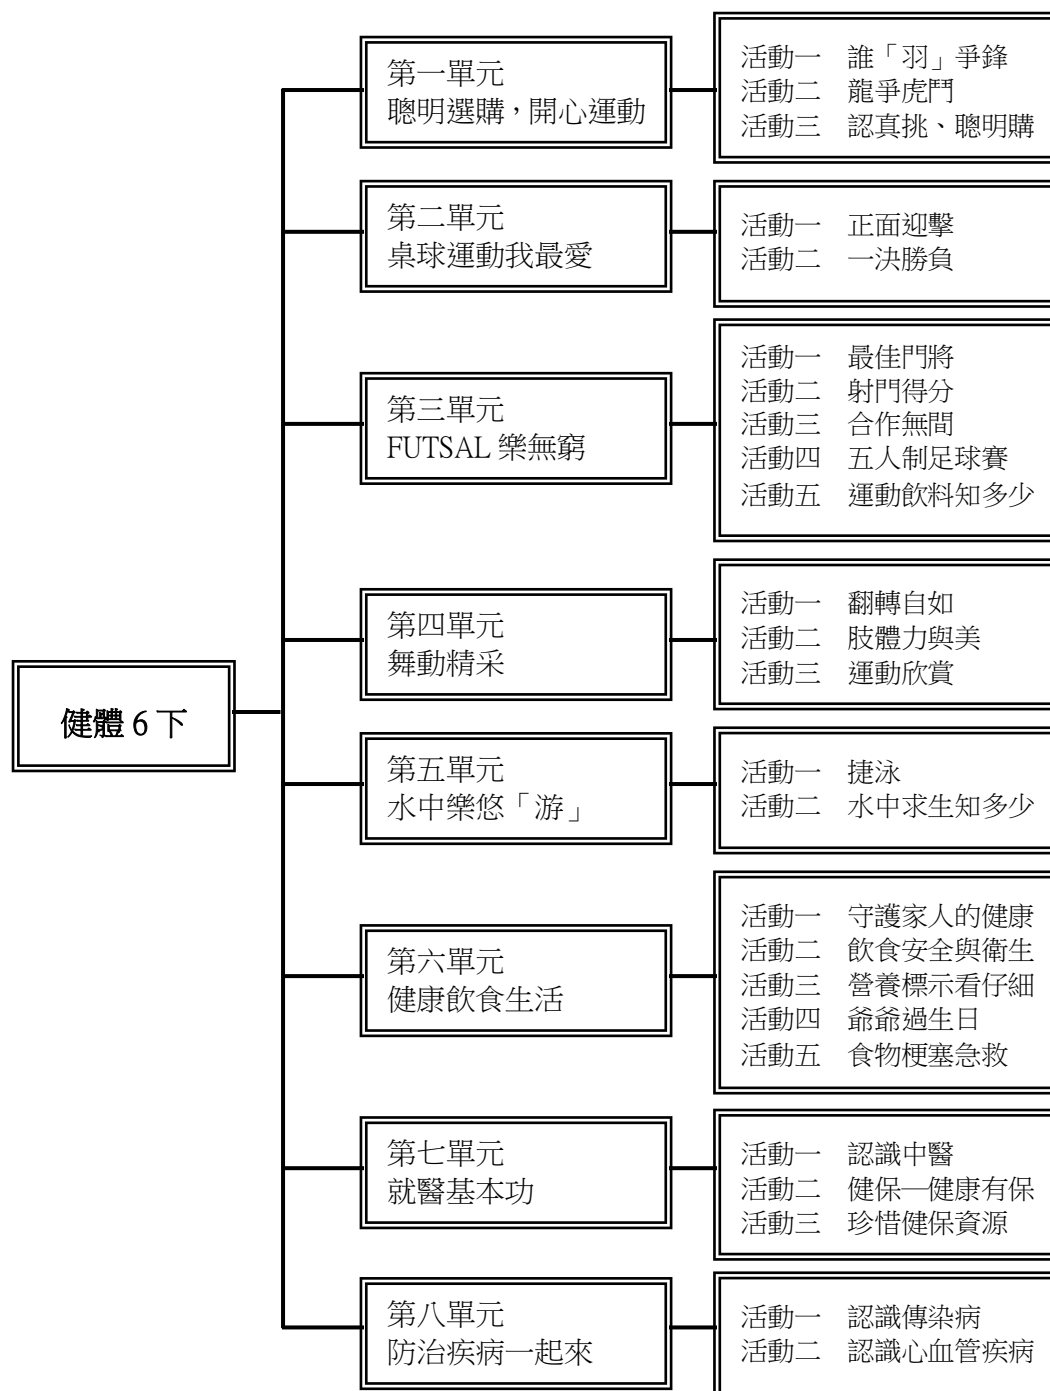 健體6下
第一單元
聰明選購，開心運動
活動一　誰「羽」爭鋒
活動二　龍爭虎鬥
活動三　認真挑、聰明購
第二單元
桌球運動我最愛
活動一　正面迎擊
活動二　一決勝負
第三單元
FUTSAL 樂無窮
活動一　最佳門將
活動二　射門得分
活動三　合作無間
活動四　五人制足球賽
活動五　運動飲料知多少
第四單元
舞動精采
活動一　翻轉自如
活動二　肢體力與美
活動三　運動欣賞
第五單元
水中樂悠「游」
活動一　捷泳
活動二　水中求生知多少
第六單元
健康飲食生活
活動一　守護家人的健康
活動二　飲食安全與衛生
活動三　營養標示看仔細
活動四　爺爺過生日
活動五　食物梗塞急救
第七單元
就醫基本功
活動一　認識中醫
活動二　健保—健康有保
活動三　珍惜健保資源
第八單元
防治疾病一起來
活動一　認識傳染病
活動二　認識心血管疾病